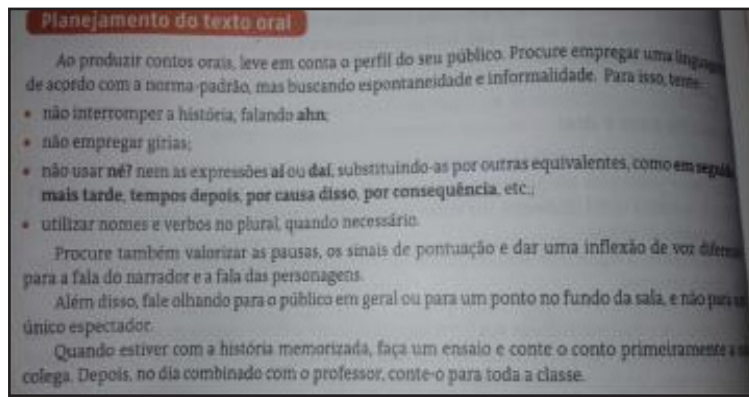 Planejamento do texto oral
Ao produzir contos orais, leve em conta o perfil do seu público. Procure empregar uma
de acordo com a norma-padrão, mas buscando espontaneidade e informalidade. Para isso, tente
• não interromper a história, falando ahn;
• não empregar gírias;
• não usar né? nem as expressões aí ou daí, substituindo-as por outras equivalentes, como em
mais tarde, tempos depois, por causa disso, por consequência, etc.;
• utilizar nomes e verbos no plural, quando necessário.
Procure também valorizar as pausas, os sinais de pontuação e dar uma inflexão de voz
para a fala do narrador e a fala das personagens.
Além disso, fale olhando para o público em geral ou para um ponto no fundo da sala, e não para
único espectador.
Quando estiver com a história memorizada, faça um ensaio e conte o conto primeiramente a
colega. Depois, no dia combinado com o professor, conte-o para toda a classe.